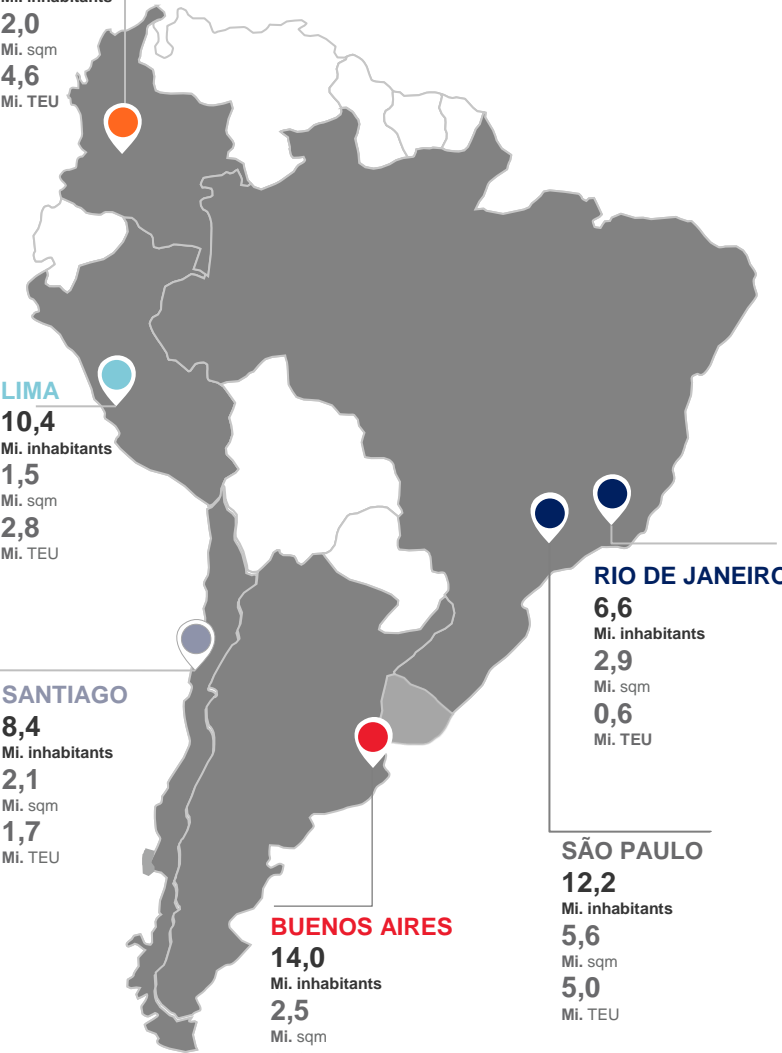 Mi. inhabitants
2,0
Mi. sqm
4,6
Mi. TEU
LIMA
10,4
Mi. inhabitants
1,5
Mi. sqm
2,8
Mi. TEU
SANTIAGO
8,4
Mi. inhabitants
2,1
Mi. sqm
1,7
Mi. TEU
BUENOS AIRES
14,0
Mi. inhabitants
2,5
Mi. sqm
RIO DE JANEIRO
6,6
Mi. inhabitants
2,9
Mi. sqm
0,6
Mi. TEU
SÃO PAULO
12,2
Mi. inhabitants
5,6
Mi. sqm
5,0
Mi. TEU